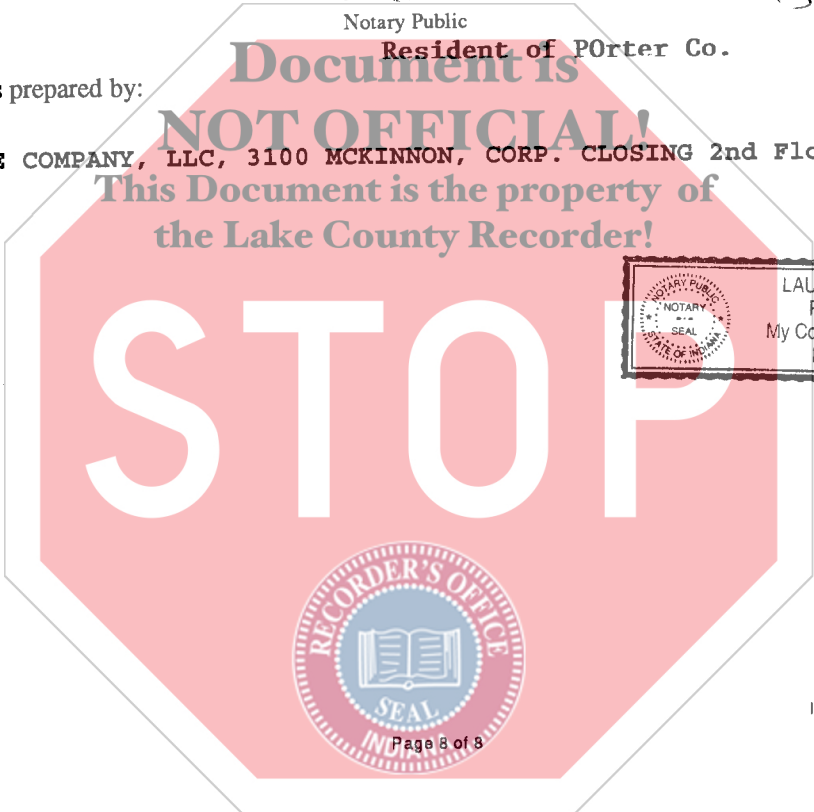 Notary Public
Resident of POrter Co.
Document is
prepared by:
NOT OFFICIAL!
COMPANY, LLC, 3100 MCKINNON, CORP. CLOSING 2nd Flo
This Document is the property of
the Lake County Recorder!
LAU
NOTARY PUBLIC
NOTARY
SEAL
STATE OF INDIANA
My Co
STOP
RECORDER'S OFFICE
SEAL
INDIANA
Page 8 of 8